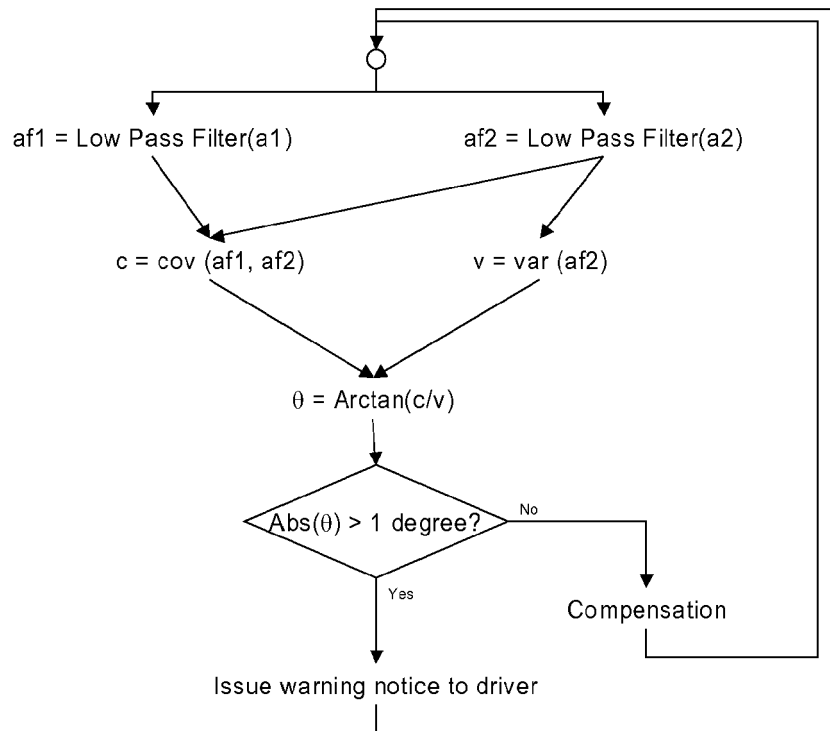 af1 = Low Pass Filter(a1)
af2 = Low Pass Filter(a2)
c = cov (af1, af2)
v = var (af2)
θ = Arctan(c/v)
Abs(θ) > 1 degree?
No
Yes
Compensation
Issue warning notice to driver